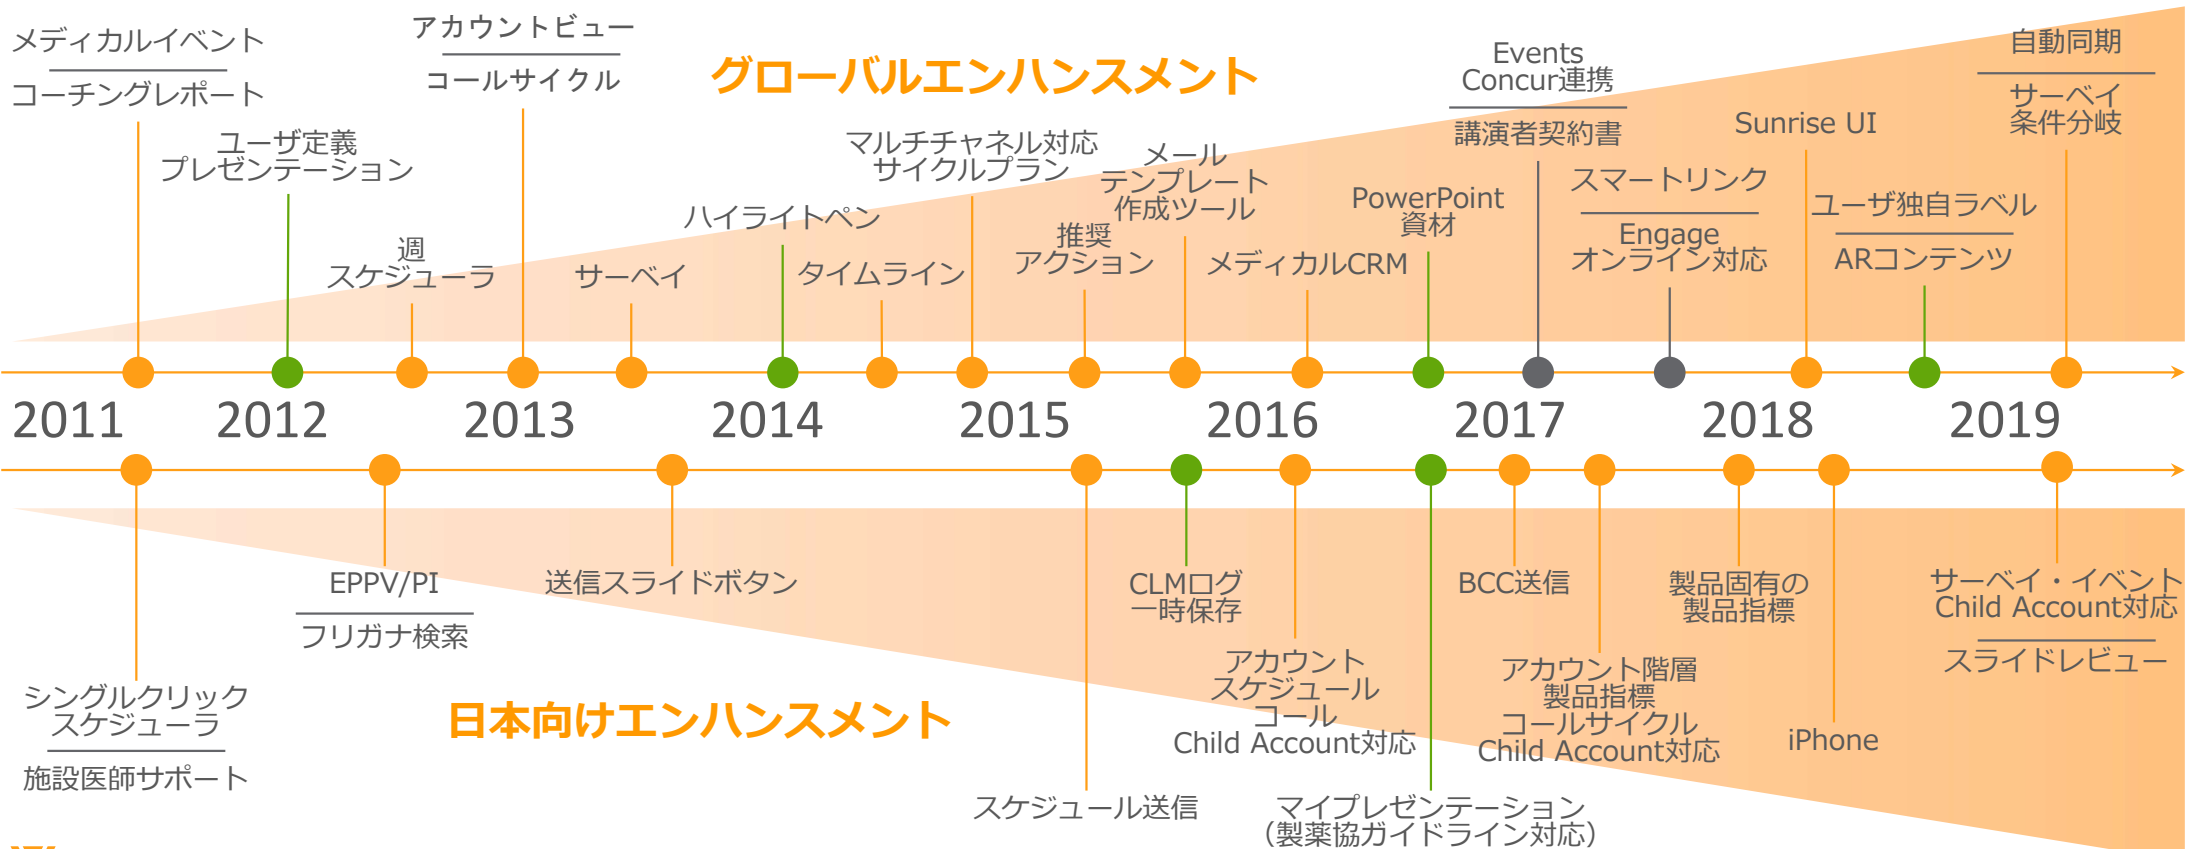 メディカルイベント
コーチングレポート
ユーザ定義
プレゼンテーション
週
スケジューラ
アカウントビュー
コールサイクル
サーベイ
グローバルエンハンスメント
ハイライトペン
タイムライン
マルチチャネル対応
サイクルプラン
推奨
アクション
メール
テンプレート
作成ツール
メディカルCRM
PowerPoint
資材
Events
Concur連携
講演者契約書
スマートリンク
Engage
オンライン対応
Sunrise UI
ユーザ独自ラベル
ARコンテンツ
自動同期
サーベイ
条件分岐
2011
2012
2013
2014
2015
2016
2017
2018
2019
シングルクリック
スケジューラ
施設医師サポート
EPPV/PI
フリガナ検索
送信スライドボタン
日本向けエンハンスメント
スケジュール送信
CLMログ
一時保存
アカウント
スケジュール
コール
Child Account対応
マイプレゼンテーション
（製薬協ガイドライン対応）
BCC送信
アカウント階層
製品指標
コールサイクル
Child Account対応
製品固有の
製品指標
iPhone
サーベイ・イベント
Child Account対応
スライドレビュー